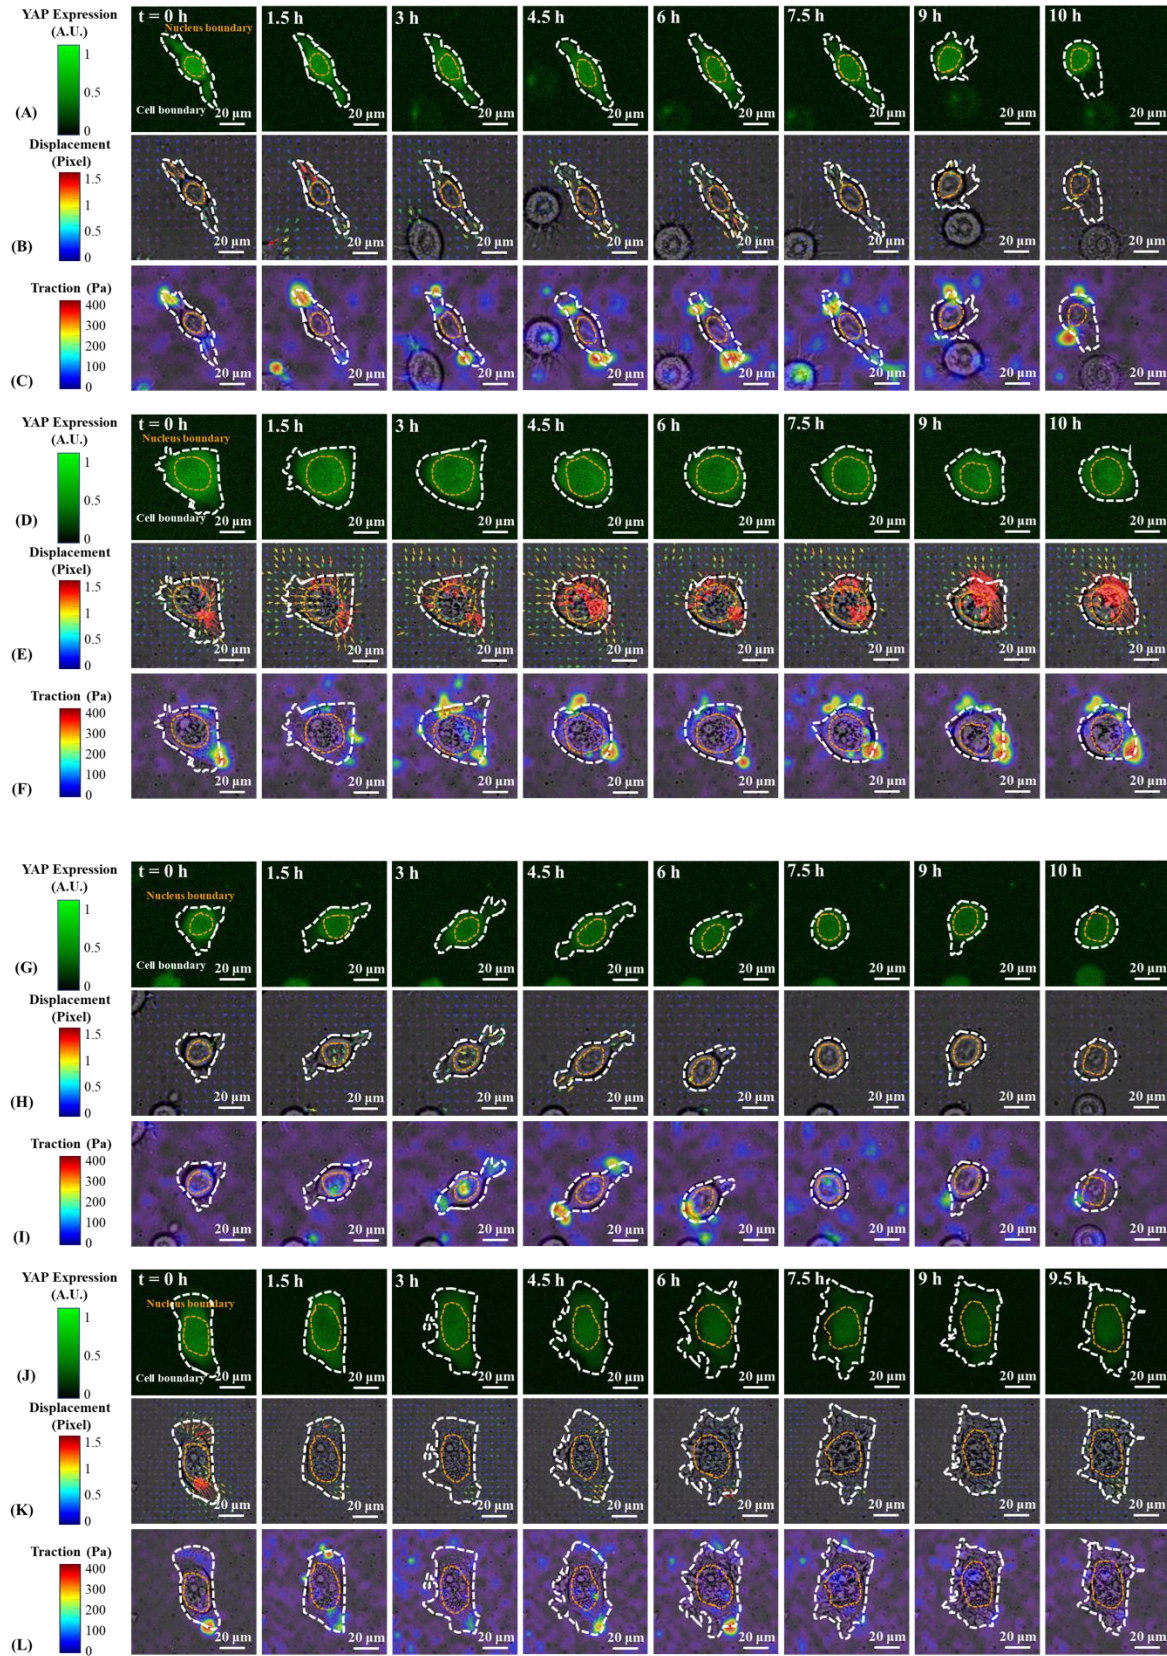 YAP Expression
(A.U.)
1
0.5
0
(A)
t = 0 h 1.5 h 3 h 4.5 h 6 h 7.5 h 9 h 10 h
Nucleus boundary
Cell boundary
20 μm 20 μm 20 μm 20 μm 20 μm 20 μm 20 μm 20 μm
Displacement
(Pixel)
1.5
1
0.5
0
(B)
20 μm 20 μm 20 μm 20 μm 20 μm 20 μm 20 μm 20 μm
Traction (Pa)
400
300
200
100
0
(C)
20 μm 20 μm 20 μm 20 μm 20 μm 20 μm 20 μm 20 μm
YAP Expression
(A.U.)
1
0.5
0
(D)
t = 0 h 1.5 h 3 h 4.5 h 6 h 7.5 h 9 h 10 h
Nucleus boundary
Cell boundary
20 μm 20 μm 20 μm 20 μm 20 μm 20 μm 20 μm 20 μm
Displacement
(Pixel)
1.5
1
0.5
0
(E)
20 μm 20 μm 20 μm 20 μm 20 μm 20 μm 20 μm 20 μm
Traction (Pa)
400
300
200
100
0
(F)
20 μm 20 μm 20 μm 20 μm 20 μm 20 μm 20 μm 20 μm
YAP Expression
(A.U.)
1
0.5
0
(G)
t = 0 h 1.5 h 3 h 4.5 h 6 h 7.5 h 9 h 10 h
Nucleus boundary
Cell boundary
20 μm 20 μm 20 μm 20 μm 20 μm 20 μm 20 μm 20 μm
Displacement
(Pixel)
1.5
1
0.5
0
(H)
20 μm 20 μm 20 μm 20 μm 20 μm 20 μm 20 μm 20 μm
Traction (Pa)
400
300
200
100
0
(I)
20 μm 20 μm 20 μm 20 μm 20 μm 20 μm 20 μm 20 μm
YAP Expression
(A.U.)
1
0.5
0
(J)
t = 0 h 1.5 h 3 h 4.5 h 6 h 7.5 h 9 h 9.5 h
Nucleus boundary
Cell boundary
20 μm 20 μm 20 μm 20 μm 20 μm 20 μm 20 μm 20 μm
Displacement
(Pixel)
1.5
1
0.5
0
(K)
20 μm 20 μm 20 μm 20 μm 20 μm 20 μm 20 μm 20 μm
Traction (Pa)
400
300
200
100
0
(L)
20 μm 20 μm 20 μm 20 μm 20 μm 20 μm 20 μm 20 μm